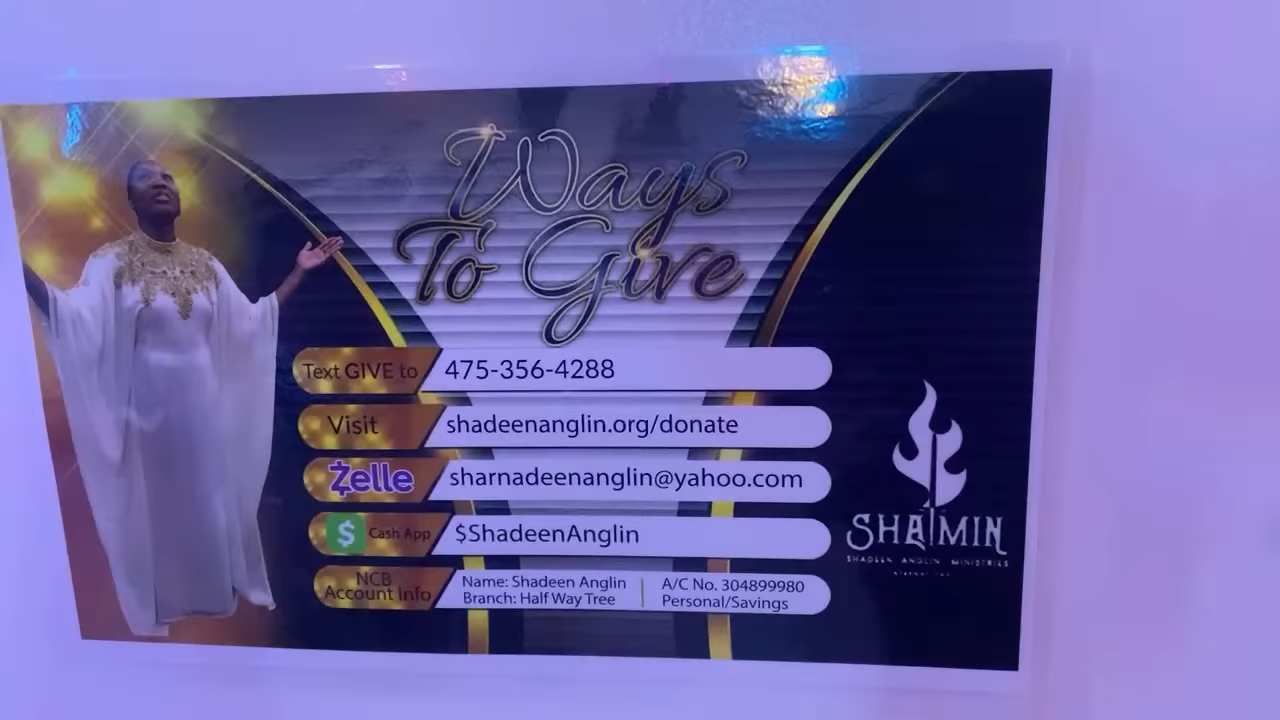 Ways
To Give
Text GIVE to 475-356-4288
Visit shadeenanglin.org/donate
Zelle sharnadeenanglin@yahoo.com
$ Cash App $ShadeenAnglin
NCB
Account Info
Name: Shadeen Anglin
Branch: Half Way Tree
A/C No. 304899980
Personal/Savings
SHAIMIN
SHADEEN ANGLIN MINISTRIES